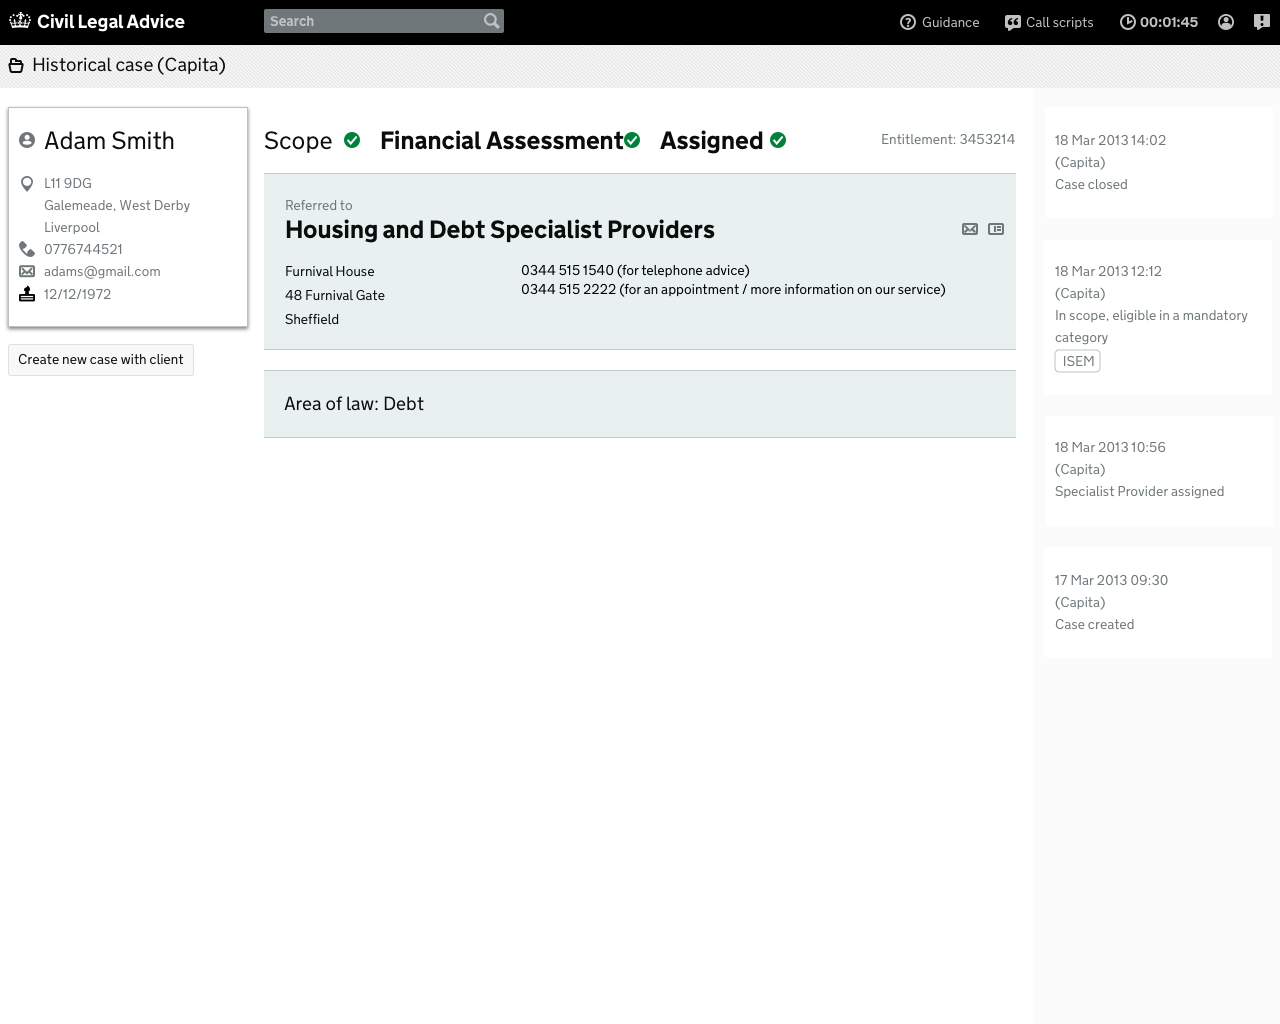 Civil Legal Advice
Search
Guidance
Call scripts
00:01:45
Historical case (Capita)
Adam Smith
L11 9DG
Galemeade, West Derby
Liverpool
0776744521
adams@gmail.com
12/12/1972
Create new case with client
Scope
Financial Assessment
Assigned
Entitlement: 3453214
Referred to
Housing and Debt Specialist Providers
Furnival House
48 Furnival Gate
Sheffield
0344 515 1540 (for telephone advice)
0344 515 2222 (for an appointment / more information on our service)
Area of law: Debt
18 Mar 2013 14:02
(Capita)
Case closed
18 Mar 2013 12:12
(Capita)
In scope, eligible in a mandatory
category
ISEM
18 Mar 2013 10:56
(Capita)
Specialist Provider assigned
17 Mar 2013 09:30
(Capita)
Case created